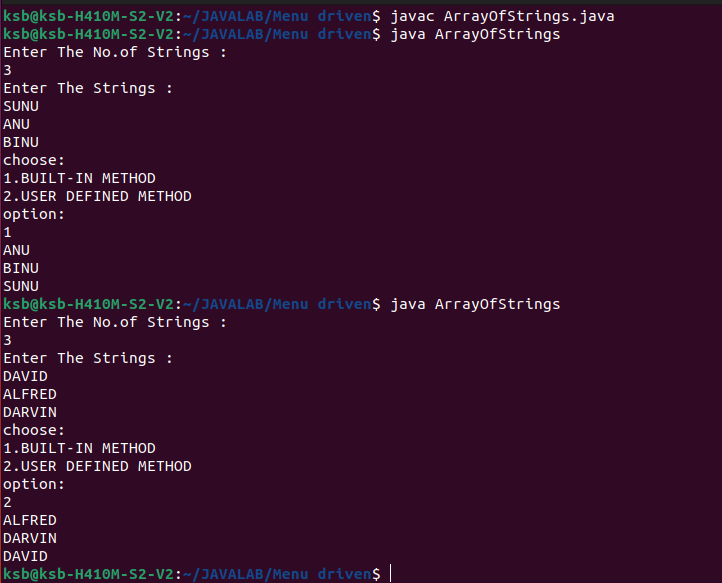 ksb@ksb-H410M-S2-V2:~/JAVALAB/Menu driven$ javac ArrayOfStrings.java
ksb@ksb-H410M-S2-V2:~/JAVALAB/Menu driven$ java ArrayOfStrings
Enter The No.of Strings :
3
Enter The Strings :
SUNU
ANU
BINU
choose:
1.BUILT-IN METHOD
2.USER DEFINED METHOD
option:
1
ANU
BINU
SUNU
ksb@ksb-H410M-S2-V2:~/JAVALAB/Menu driven$ java ArrayOfStrings
Enter The No.of Strings :
3
Enter The Strings :
DAVID
ALFRED
DARVIN
choose:
1.BUILT-IN METHOD
2.USER DEFINED METHOD
option:
2
ALFRED
DARVIN
DAVID
ksb@ksb-H410M-S2-V2:~/JAVALAB/Menu driven$